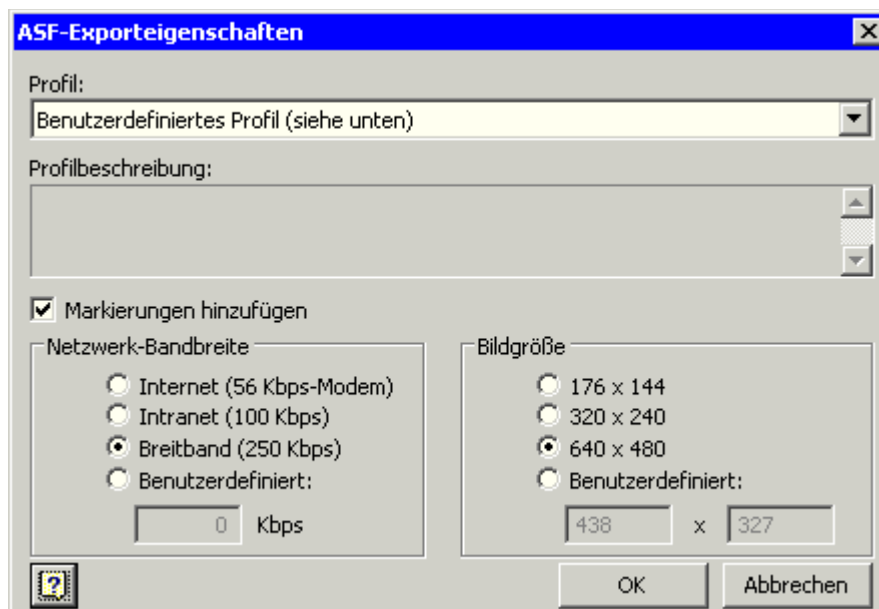 ASF-Exporteigenschaften
Profil:
Benutzerdefiniertes Profil (siehe unten)
Profilbeschreibung:
Markierungen hinzufügen
Netzwerk-Bandbreite
Internet (56 Kbps-Modem)
Intranet (100 Kbps)
Breitband (250 Kbps)
Benutzerdefiniert:
0 Kbps
Bildgröße
176 x 144
320 x 240
640 x 480
Benutzerdefiniert:
438 x 327
?
OK
Abbrechen